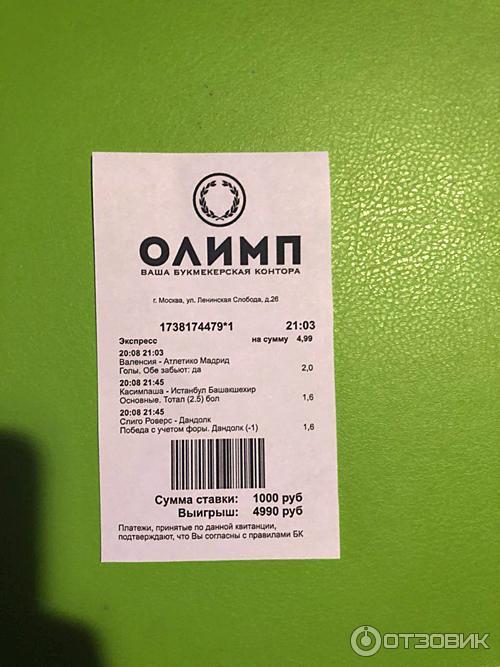 ОЛИМП
ВАША БУКМЕКЕРСКАЯ КОНТОРА
г. Москва, ул. Ленинская Слобода, д.26
1738174479*1 21:03
Экспресс на сумму 4,99
20:08 21:03
Валенсия - Атлетико Мадрид
Голы. Обе забьют: да 2,0
20:08 21:45
Касимпаша - Истанбул Башакшехир
Основные. Тотал (2.5) бол 1,6
20:08 21:45
Слиго Роверс - Дандолк
Победа с учетом форы. Дандолк (-1) 1,6
Сумма ставки: 1000 руб
Выигрыш: 4990 руб
Платежи, принятые по данной квитанции,
подтверждают, что Вы согласны с правилами БК
ОТЗОВИК